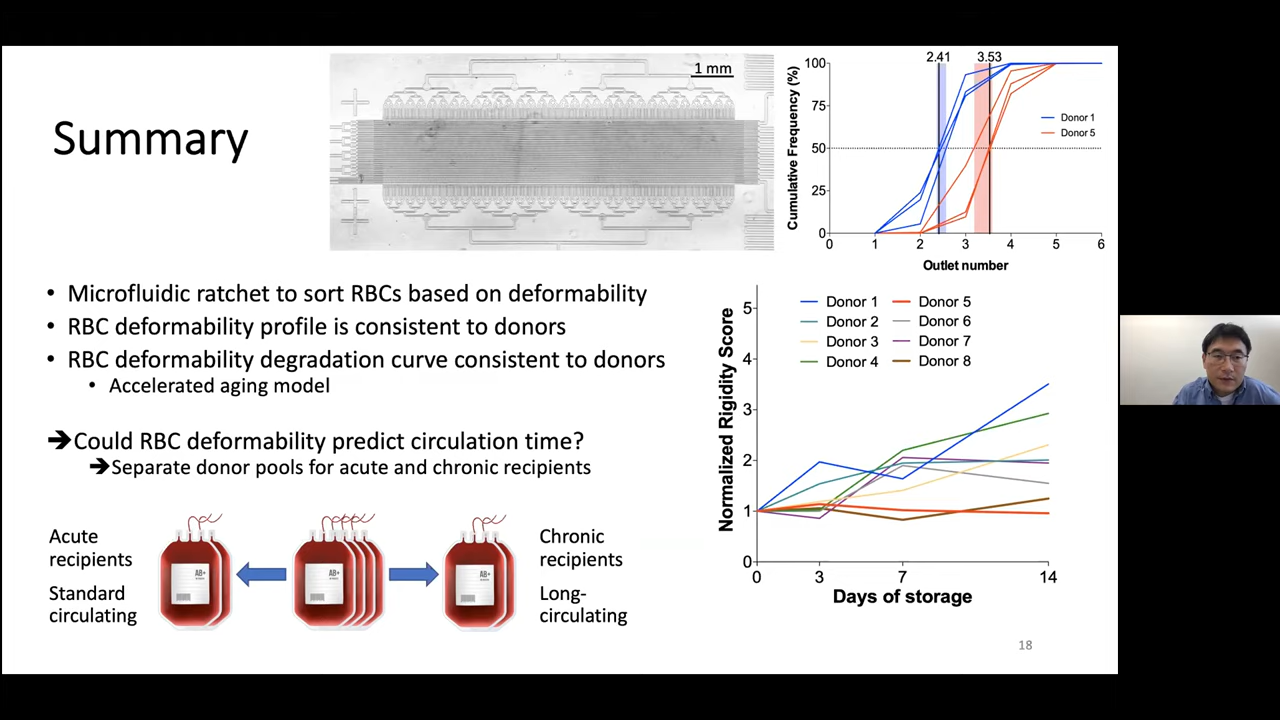 Summary
1 mm
2.41
3.53
100
75
50
25
0
Cumulative Frequency (%)
Donor 1
Donor 5
0
1
2
3
4
5
6
Outlet number
• Microfluidic ratchet to sort RBCs based on deformability
• RBC deformability profile is consistent to donors
• RBC deformability degradation curve consistent to donors
• Accelerated aging model
➔Could RBC deformability predict circulation time?
➔Separate donor pools for acute and chronic recipients
Acute
recipients
Standard
circulating
AB+
AB+
AB+
Chronic
recipients
Long-
circulating
Normalized Rigidity Score
5
4
3
2
1
0
Donor 1
Donor 2
Donor 3
Donor 4
Donor 5
Donor 6
Donor 7
Donor 8
0
3
7
14
Days of storage
18